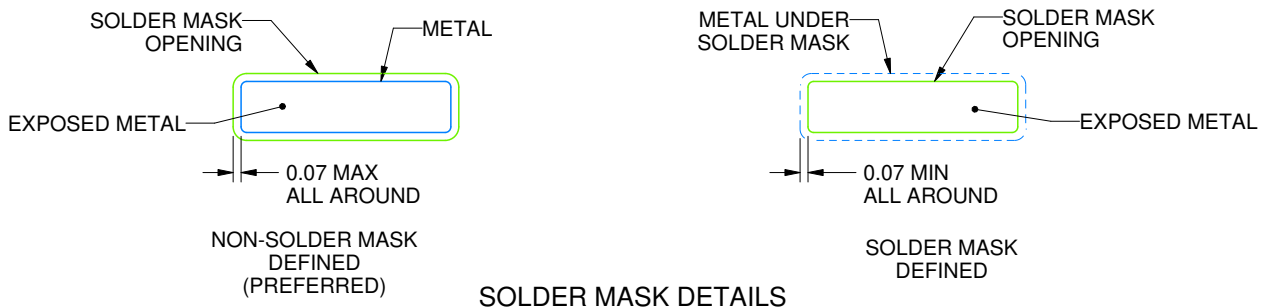 SOLDER MASK
OPENING
METAL
EXPOSED METAL
0.07 MAX
ALL AROUND
NON-SOLDER MASK
DEFINED
(PREFERRED)
METAL UNDER
SOLDER MASK
SOLDER MASK
OPENING
EXPOSED METAL
0.07 MIN
ALL AROUND
SOLDER MASK
DEFINED
SOLDER MASK DETAILS